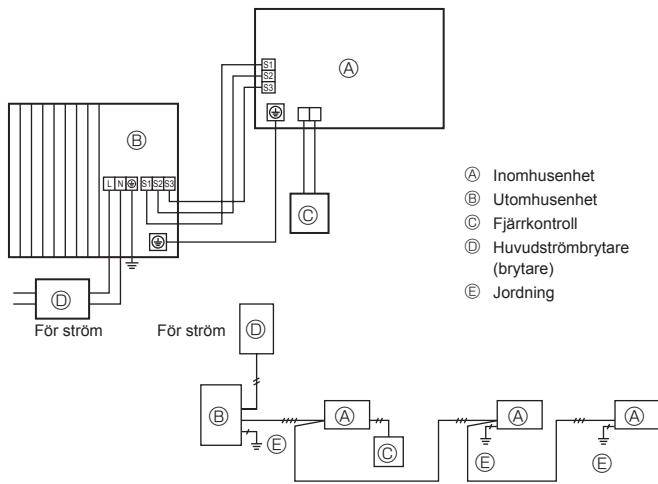 Ⓐ
S1
S2
S3
Ⓑ
L N S1 S2 S3
Ⓒ
Ⓓ
För ström
Ⓐ Inomhusenhet
Ⓑ Utomhusenhet
Ⓒ Fjärrkontroll
Ⓓ Huvudströmbrytare
(brytare)
Ⓔ Jordning
För ström
Ⓓ
Ⓑ Ⓐ Ⓐ Ⓐ
Ⓔ Ⓒ Ⓔ Ⓔ